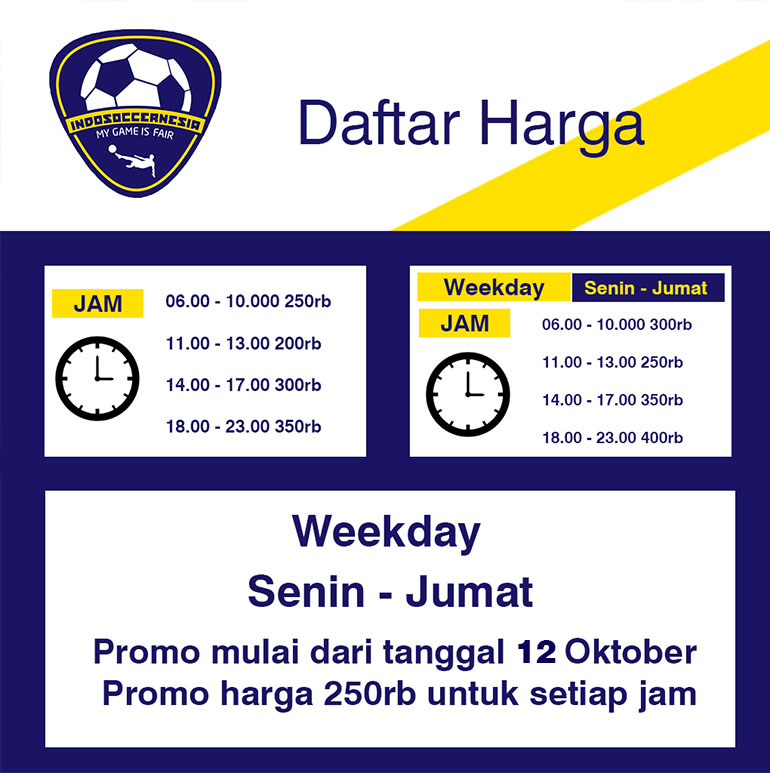 INDOSOCCERNESIA
MY GAME IS FAIR
Daftar Harga
JAM
06.00 - 10.000 250rb
11.00 - 13.00 200rb
14.00 - 17.00 300rb
18.00 - 23.00 350rb
Weekday Senin - Jumat
JAM
06.00 - 10.000 300rb
11.00 - 13.00 250rb
14.00 - 17.00 350rb
18.00 - 23.00 400rb
Weekday
Senin - Jumat
Promo mulai dari tanggal 12 Oktober
Promo harga 250rb untuk setiap jam